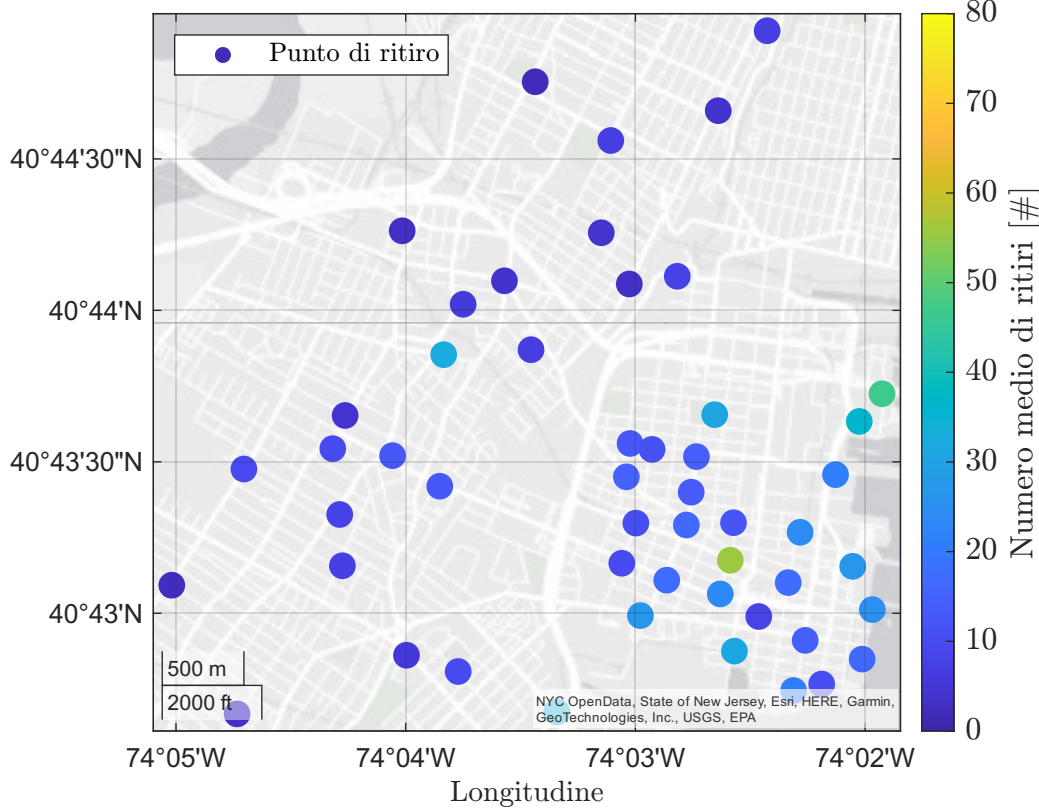 Punto di ritiro
40°44'30"N
40°44'N
40°43'30"N
40°43'N
500 m
2000 ft
NYC OpenData, State of New Jersey, Esri, HERE, Garmin,
GeoTechnologies, Inc., USGS, EPA
74°05'W
74°04'W
74°03'W
74°02'W
Longitudine
80
70
60
50
40
30
20
10
0
Numero medio di ritiri [#]